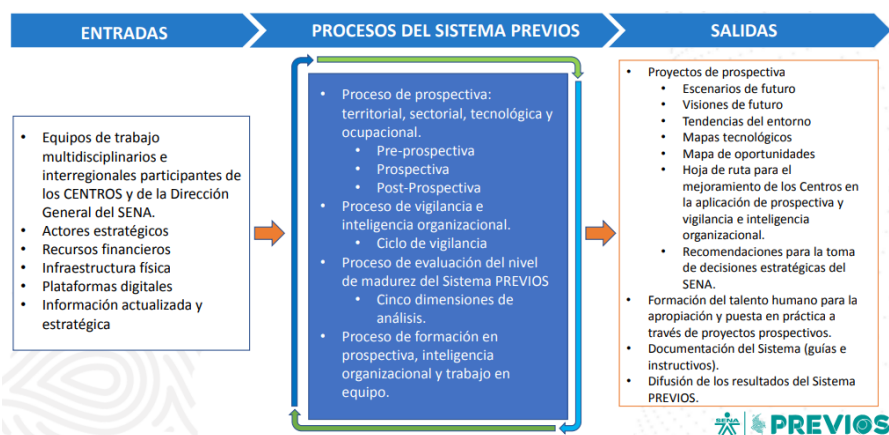 ENTRADAS
PROCESOS DEL SISTEMA PREVIOS
SALIDAS
• Equipos de trabajo
multidisciplinarios e
interregionales participantes de
los CENTROS y de la Dirección
General del SENA.
• Actores estratégicos
• Recursos financieros
• Infraestructura física
• Plataformas digitales
• Información actualizada y
estratégica
• Proceso de prospectiva:
territorial, sectorial, tecnológica y
ocupacional.
• Pre-prospectiva
• Prospectiva
• Post-Prospectiva
• Proceso de vigilancia e
inteligencia organizacional.
• Ciclo de vigilancia
• Proceso de evaluación del nivel
de madurez del Sistema PREVIOS
• Cinco dimensiones de
análisis.
• Proceso de formación en
prospectiva, inteligencia
organizacional y trabajo en
equipo.
• Proyectos de prospectiva
• Escenarios de futuro
• Visiones de futuro
• Tendencias del entorno
• Mapas tecnológicos
• Mapa de oportunidades
• Hoja de ruta para el
mejoramiento de los Centros en
la aplicación de prospectiva y
vigilancia e inteligencia
organizacional.
• Recomendaciones para la toma
de decisiones estratégicas del
SENA.
• Formación del talento humano para la
apropiación y puesta en práctica a
través de proyectos prospectivos.
• Documentación del Sistema (guías e
instructivos).
• Difusión de los resultados del Sistema
PREVIOS.
SENA
PREVIOS